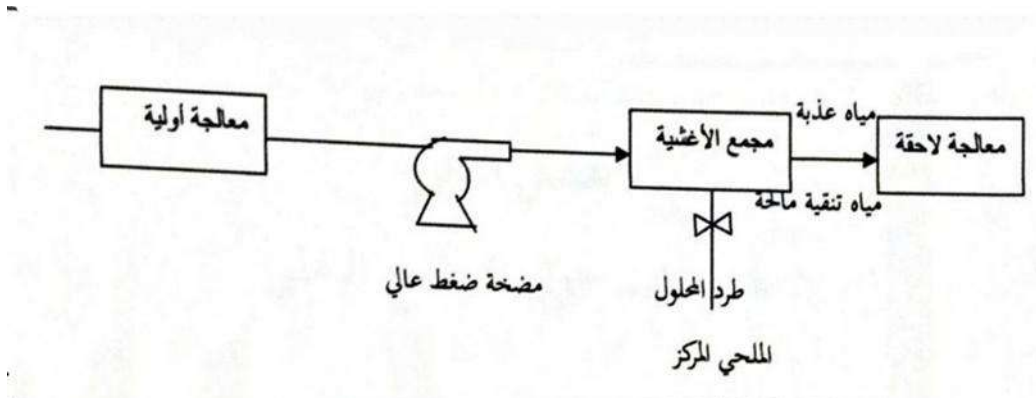 معالجة أولية
مجمع الأغشية
مياه عذبة
معالجة لاحقة
مياه تنقية مالحة
مضخة ضغط عالي
طرد المحلول
الملحي المركز